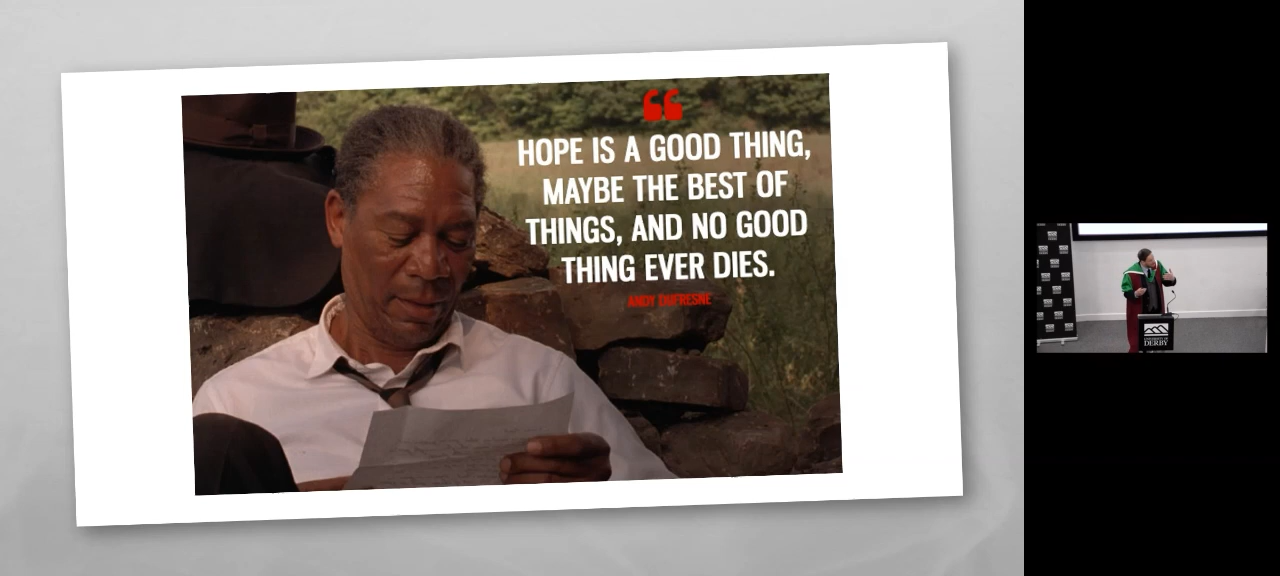 HOPE IS A GOOD THING,
MAYBE THE BEST OF
THINGS, AND NO GOOD
THING EVER DIES.
ANDY DUFRESNE
DERBY